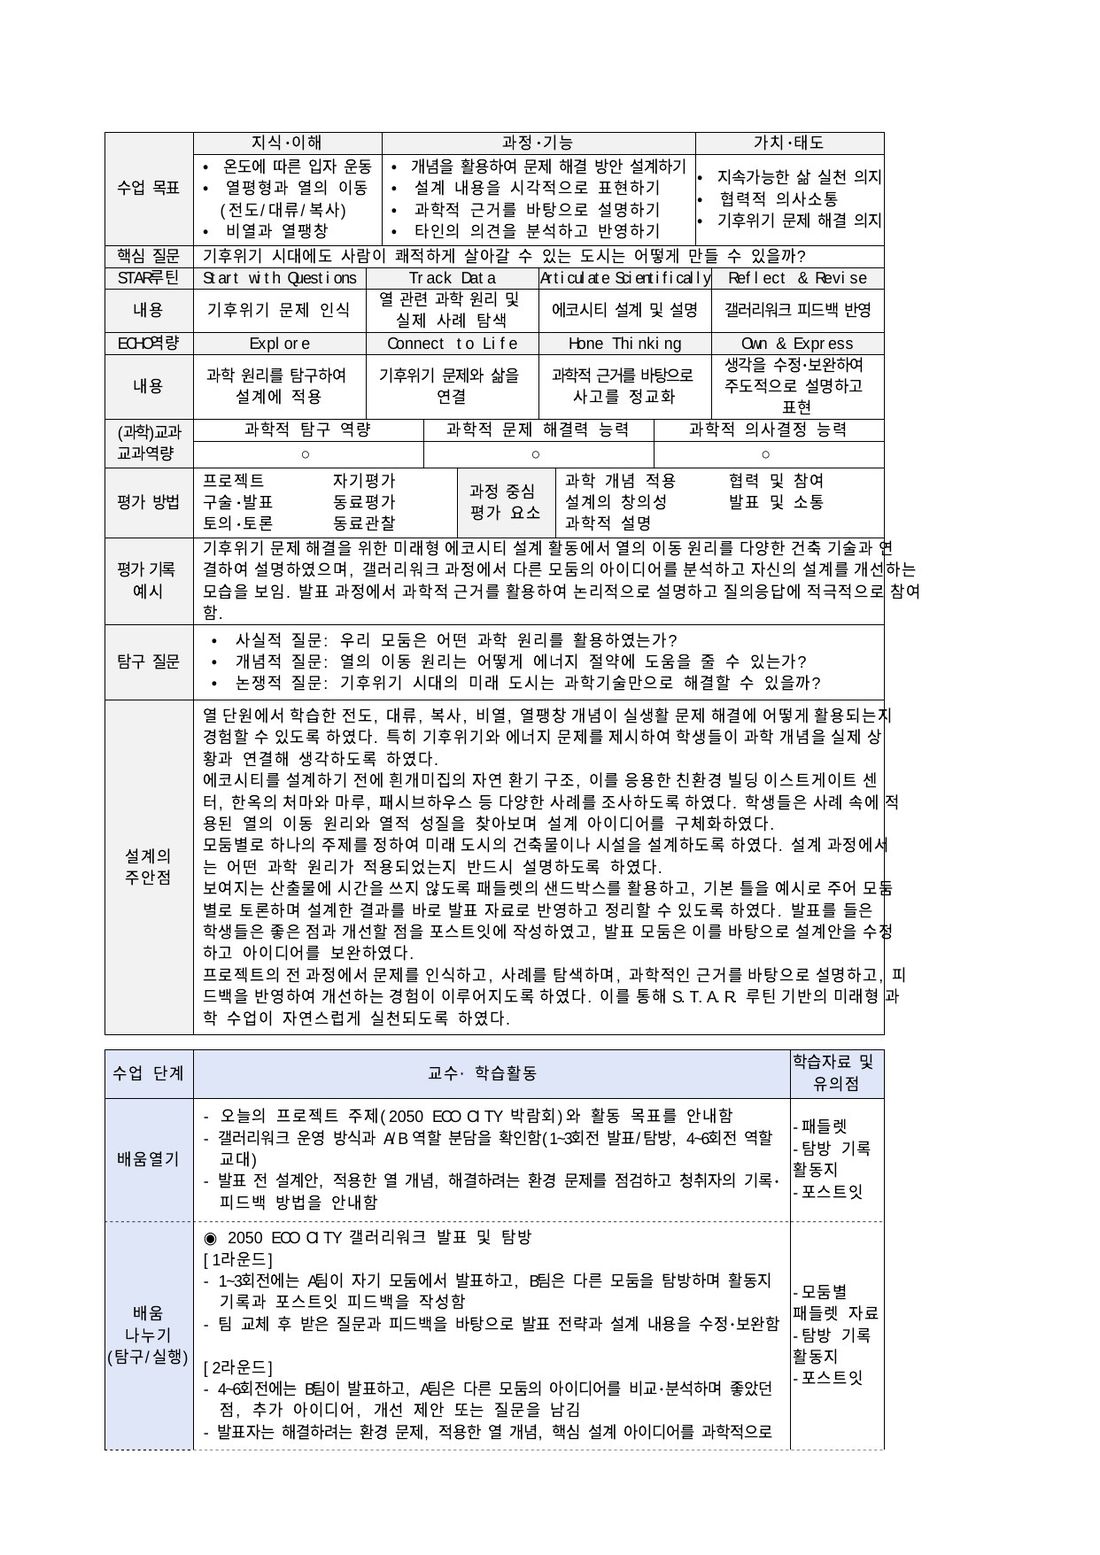 지식·이해 과정·기능 가치·태도
수업 목표
• 온도에 따른 입자 운동
• 열평형과 열의 이동
(전도/대류/복사)
• 비열과 열팽창
• 개념을 활용하여 문제 해결 방안 설계하기
• 설계 내용을 시각적으로 표현하기
• 과학적 근거를 바탕으로 설명하기
• 타인의 의견을 분석하고 반영하기
• 지속가능한 삶 실천 의지
• 협력적 의사소통
• 기후위기 문제 해결 의지
핵심 질문 기후위기 시대에도 사람이 쾌적하게 살아갈 수 있는 도시는 어떻게 만들 수 있을까?
STAR루틴 Start with Questions Track Data Articulate Scientifically Reflect & Revise
내용
기후위기 문제 인식
열 관련 과학 원리 및
실제 사례 탐색
에코시티 설계 및 설명
갤러리워크 피드백 반영
ECHO역량 Explore Connect to Life Hone Thinking Own & Express
내용
과학 원리를 탐구하여
설계에 적용
기후위기 문제와 삶을
연결
과학적 근거를 바탕으로
사고를 정교화
생각을 수정·보완하여
주도적으로 설명하고
표현
(과학)교과
교과역량
과학적 탐구 역량 과학적 문제 해결력 능력 과학적 의사결정 능력
○ ○ ○
평가 방법
프로젝트 자기평가
구술·발표 동료평가
토의·토론 동료관찰
과정 중심
평가 요소
과학 개념 적용 협력 및 참여
설계의 창의성 발표 및 소통
과학적 설명
평가 기록
예시
기후위기 문제 해결을 위한 미래형 에코시티 설계 활동에서 열의 이동 원리를 다양한 건축 기술과 연
결하여 설명하였으며, 갤러리워크 과정에서 다른 모둠의 아이디어를 분석하고 자신의 설계를 개선하는
모습을 보임. 발표 과정에서 과학적 근거를 활용하여 논리적으로 설명하고 질의응답에 적극적으로 참여
함.
탐구 질문
• 사실적 질문: 우리 모둠은 어떤 과학 원리를 활용하였는가?
• 개념적 질문: 열의 이동 원리는 어떻게 에너지 절약에 도움을 줄 수 있는가?
• 논쟁적 질문: 기후위기 시대의 미래 도시는 과학기술만으로 해결할 수 있을까?
설계의
주안점
열 단원에서 학습한 전도, 대류, 복사, 비열, 열팽창 개념이 실생활 문제 해결에 어떻게 활용되는지
경험할 수 있도록 하였다. 특히 기후위기와 에너지 문제를 제시하여 학생들이 과학 개념을 실제 상
황과 연결해 생각하도록 하였다.
에코시티를 설계하기 전에 흰개미집의 자연 환기 구조, 이를 응용한 친환경 빌딩 이스트게이트 센
터, 한옥의 처마와 마루, 패시브하우스 등 다양한 사례를 조사하도록 하였다. 학생들은 사례 속에 적
용된 열의 이동 원리와 열적 성질을 찾아보며 설계 아이디어를 구체화하였다.
모둠별로 하나의 주제를 정하여 미래 도시의 건축물이나 시설을 설계하도록 하였다. 설계 과정에서
는 어떤 과학 원리가 적용되었는지 반드시 설명하도록 하였다.
보여지는 산출물에 시간을 쓰지 않도록 패들렛의 샌드박스를 활용하고, 기본 틀을 예시로 주어 모둠
별로 토론하며 설계한 결과를 바로 발표 자료로 반영하고 정리할 수 있도록 하였다. 발표를 들은
학생들은 좋은 점과 개선할 점을 포스트잇에 작성하였고, 발표 모둠은 이를 바탕으로 설계안을 수정
하고 아이디어를 보완하였다.
프로젝트의 전 과정에서 문제를 인식하고, 사례를 탐색하며, 과학적인 근거를 바탕으로 설명하고, 피
드백을 반영하여 개선하는 경험이 이루어지도록 하였다. 이를 통해 S.T.A.R. 루틴 기반의 미래형 과
학 수업이 자연스럽게 실천되도록 하였다.
수업 단계 교수· 학습활동
학습자료 및
유의점
배움열기
- 오늘의 프로젝트 주제(2050 ECO CITY 박람회)와 활동 목표를 안내함
- 갤러리워크 운영 방식과 A/B 역할 분담을 확인함(1~3회전 발표/탐방, 4~6회전 역할
교대)
- 발표 전 설계안, 적용한 열 개념, 해결하려는 환경 문제를 점검하고 청취자의 기록·
피드백 방법을 안내함
-패들렛
-탐방 기록
활동지
-포스트잇
배움
나누기
(탐구/실행)
◉ 2050 ECO CITY 갤러리워크 발표 및 탐방
[1라운드]
- 1~3회전에는 A팀이 자기 모둠에서 발표하고, B팀은 다른 모둠을 탐방하며 활동지
기록과 포스트잇 피드백을 작성함
- 팀 교체 후 받은 질문과 피드백을 바탕으로 발표 전략과 설계 내용을 수정·보완함
[2라운드]
- 4~6회전에는 B팀이 발표하고, A팀은 다른 모둠의 아이디어를 비교·분석하며 좋았던
점, 추가 아이디어, 개선 제안 또는 질문을 남김
- 발표자는 해결하려는 환경 문제, 적용한 열 개념, 핵심 설계 아이디어를 과학적으로
-모둠별
패들렛 자료
-탐방 기록
활동지
-포스트잇